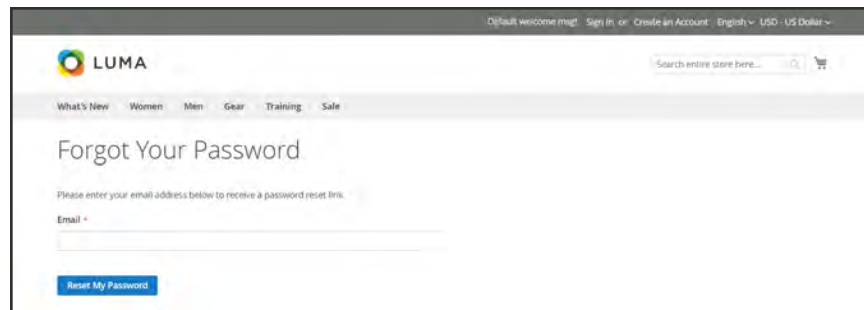 Default welcome msg! Sign In or Create an Account English USD - US Dollar
LUMA
Search entire store here...
What's New Women Men Gear Training Sale
Forgot Your Password
Please enter your email address below to receive a password reset link.
Email *
Reset My Password